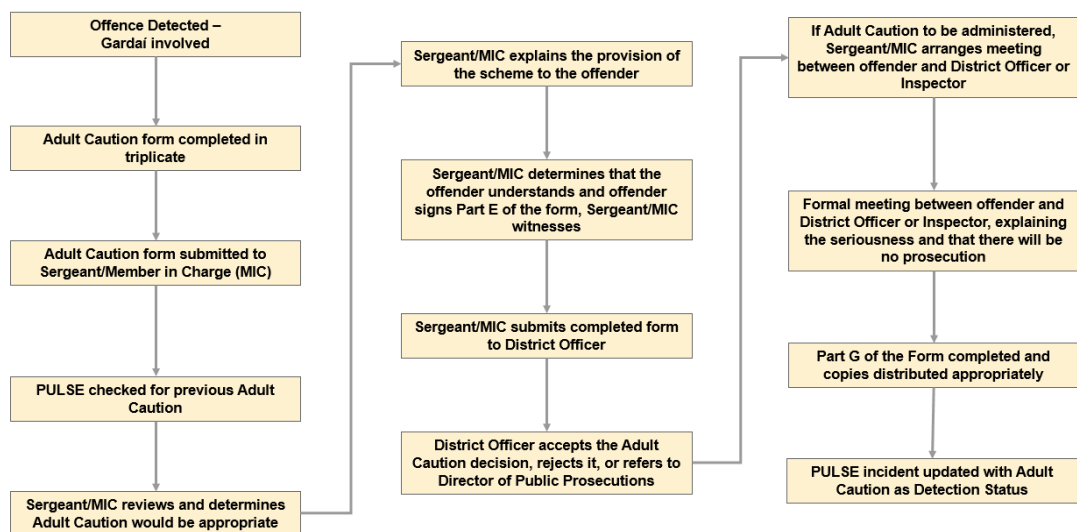 Offence Detected –
Gardaí involved
Adult Caution form completed in
triplicate
Adult Caution form submitted to
Sergeant/Member in Charge (MIC)
PULSE checked for previous Adult
Caution
Sergeant/MIC reviews and determines
Adult Caution would be appropriate
Sergeant/MIC explains the provision of
the scheme to the offender
Sergeant/MIC determines that the
offender understands and offender
signs Part E of the form, Sergeant/MIC
witnesses
Sergeant/MIC submits completed form
to District Officer
District Officer accepts the Adult
Caution decision, rejects it, or refers to
Director of Public Prosecutions
If Adult Caution to be administered,
Sergeant/MIC arranges meeting
between offender and District Officer or
Inspector
Formal meeting between offender and
District Officer or Inspector, explaining
the seriousness and that there will be
no prosecution
Part G of the Form completed and
copies distributed appropriately
PULSE incident updated with Adult
Caution as Detection Status